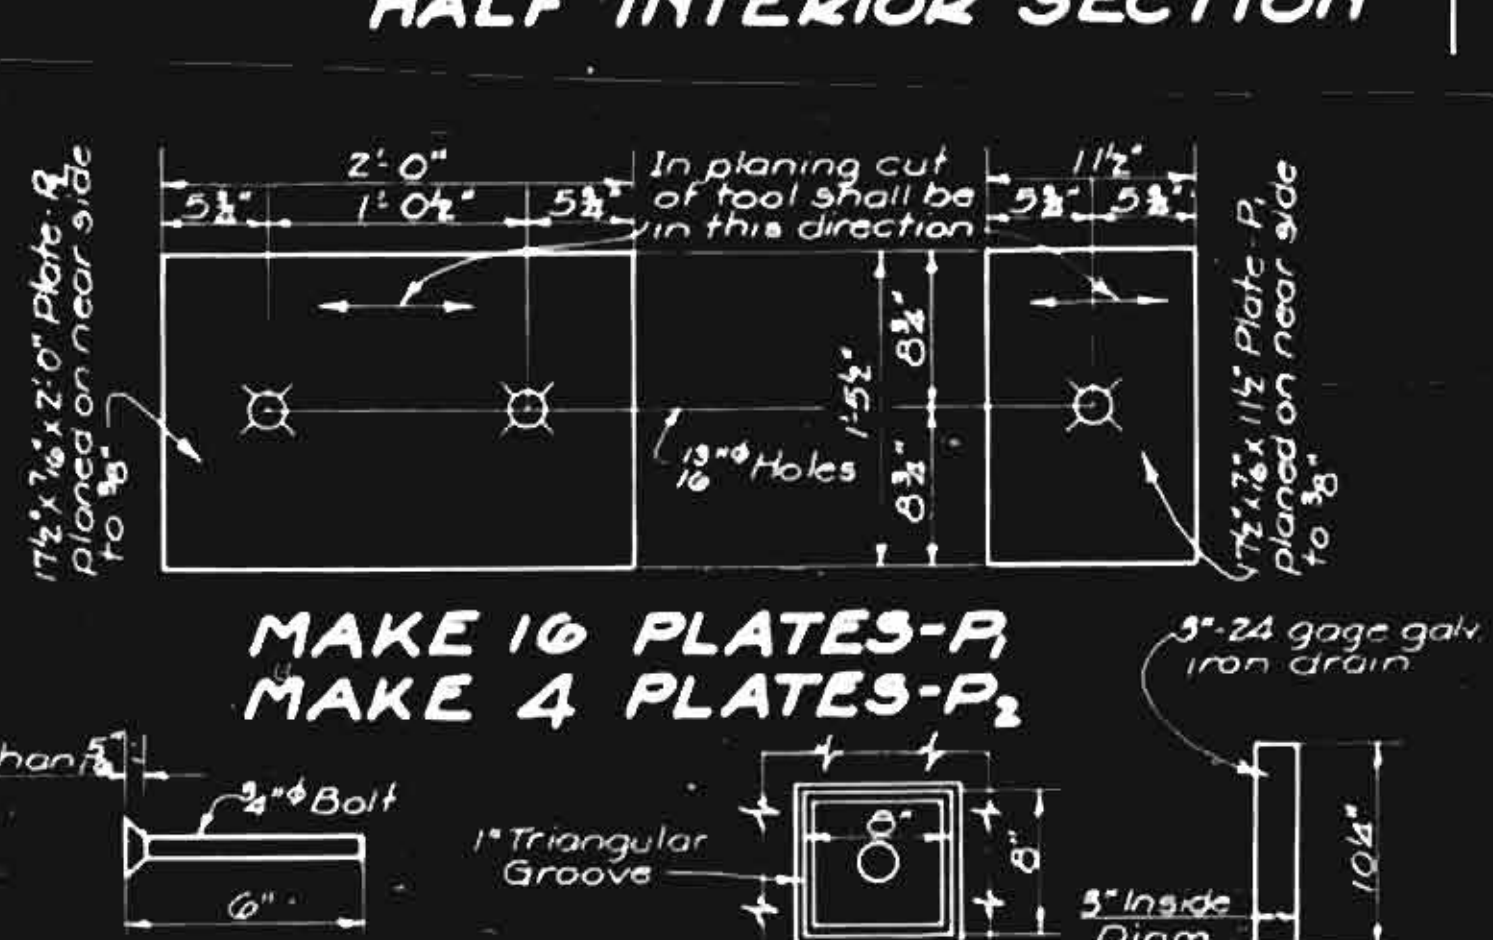 HALF INTERIOR SECTION
2'-0"
5¾" 1'-0½" 5¾"
In planing cut
of tool shall be
in this direction
11½"
5¾" 5¾"
17½" x 7/16" x 2'-0" Plate-P2
planed on near side
to 3/8"
8¾"
1'-5½"
8¾"
13/16"ϕ Holes
17½" x 7/16" x 11½" Plate-P1
planed on near side
to 3/8"
MAKE 16 PLATES-P1
MAKE 4 PLATES-P2
3"-24 gage galv.
iron drain
¾"ϕ Bolt
6"
1" Triangular
Groove
8"
8"
10¼"
3" Inside
Diam.